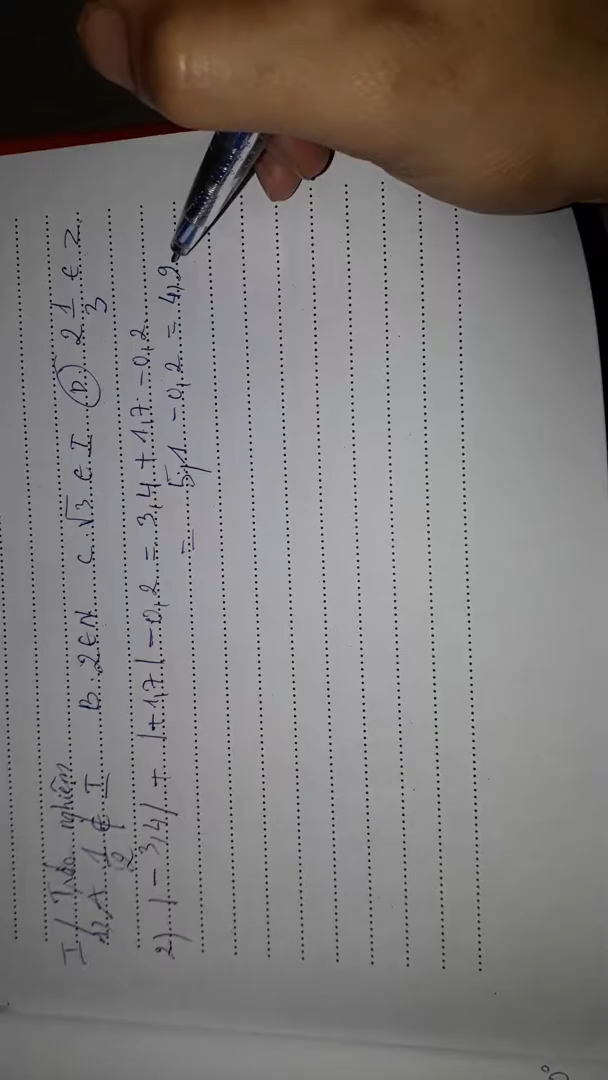 I/ Trắc nghiệm
1) A. 1/2 ∉ I B. 2 ∈ N C. √3 ∈ I D. 2 1/3 ∈ Z
2) |-3,4| + |+1,7| - 0,2 = 3,4 + 1,7 - 0,2
= 5,1 - 0,2 = 4,9